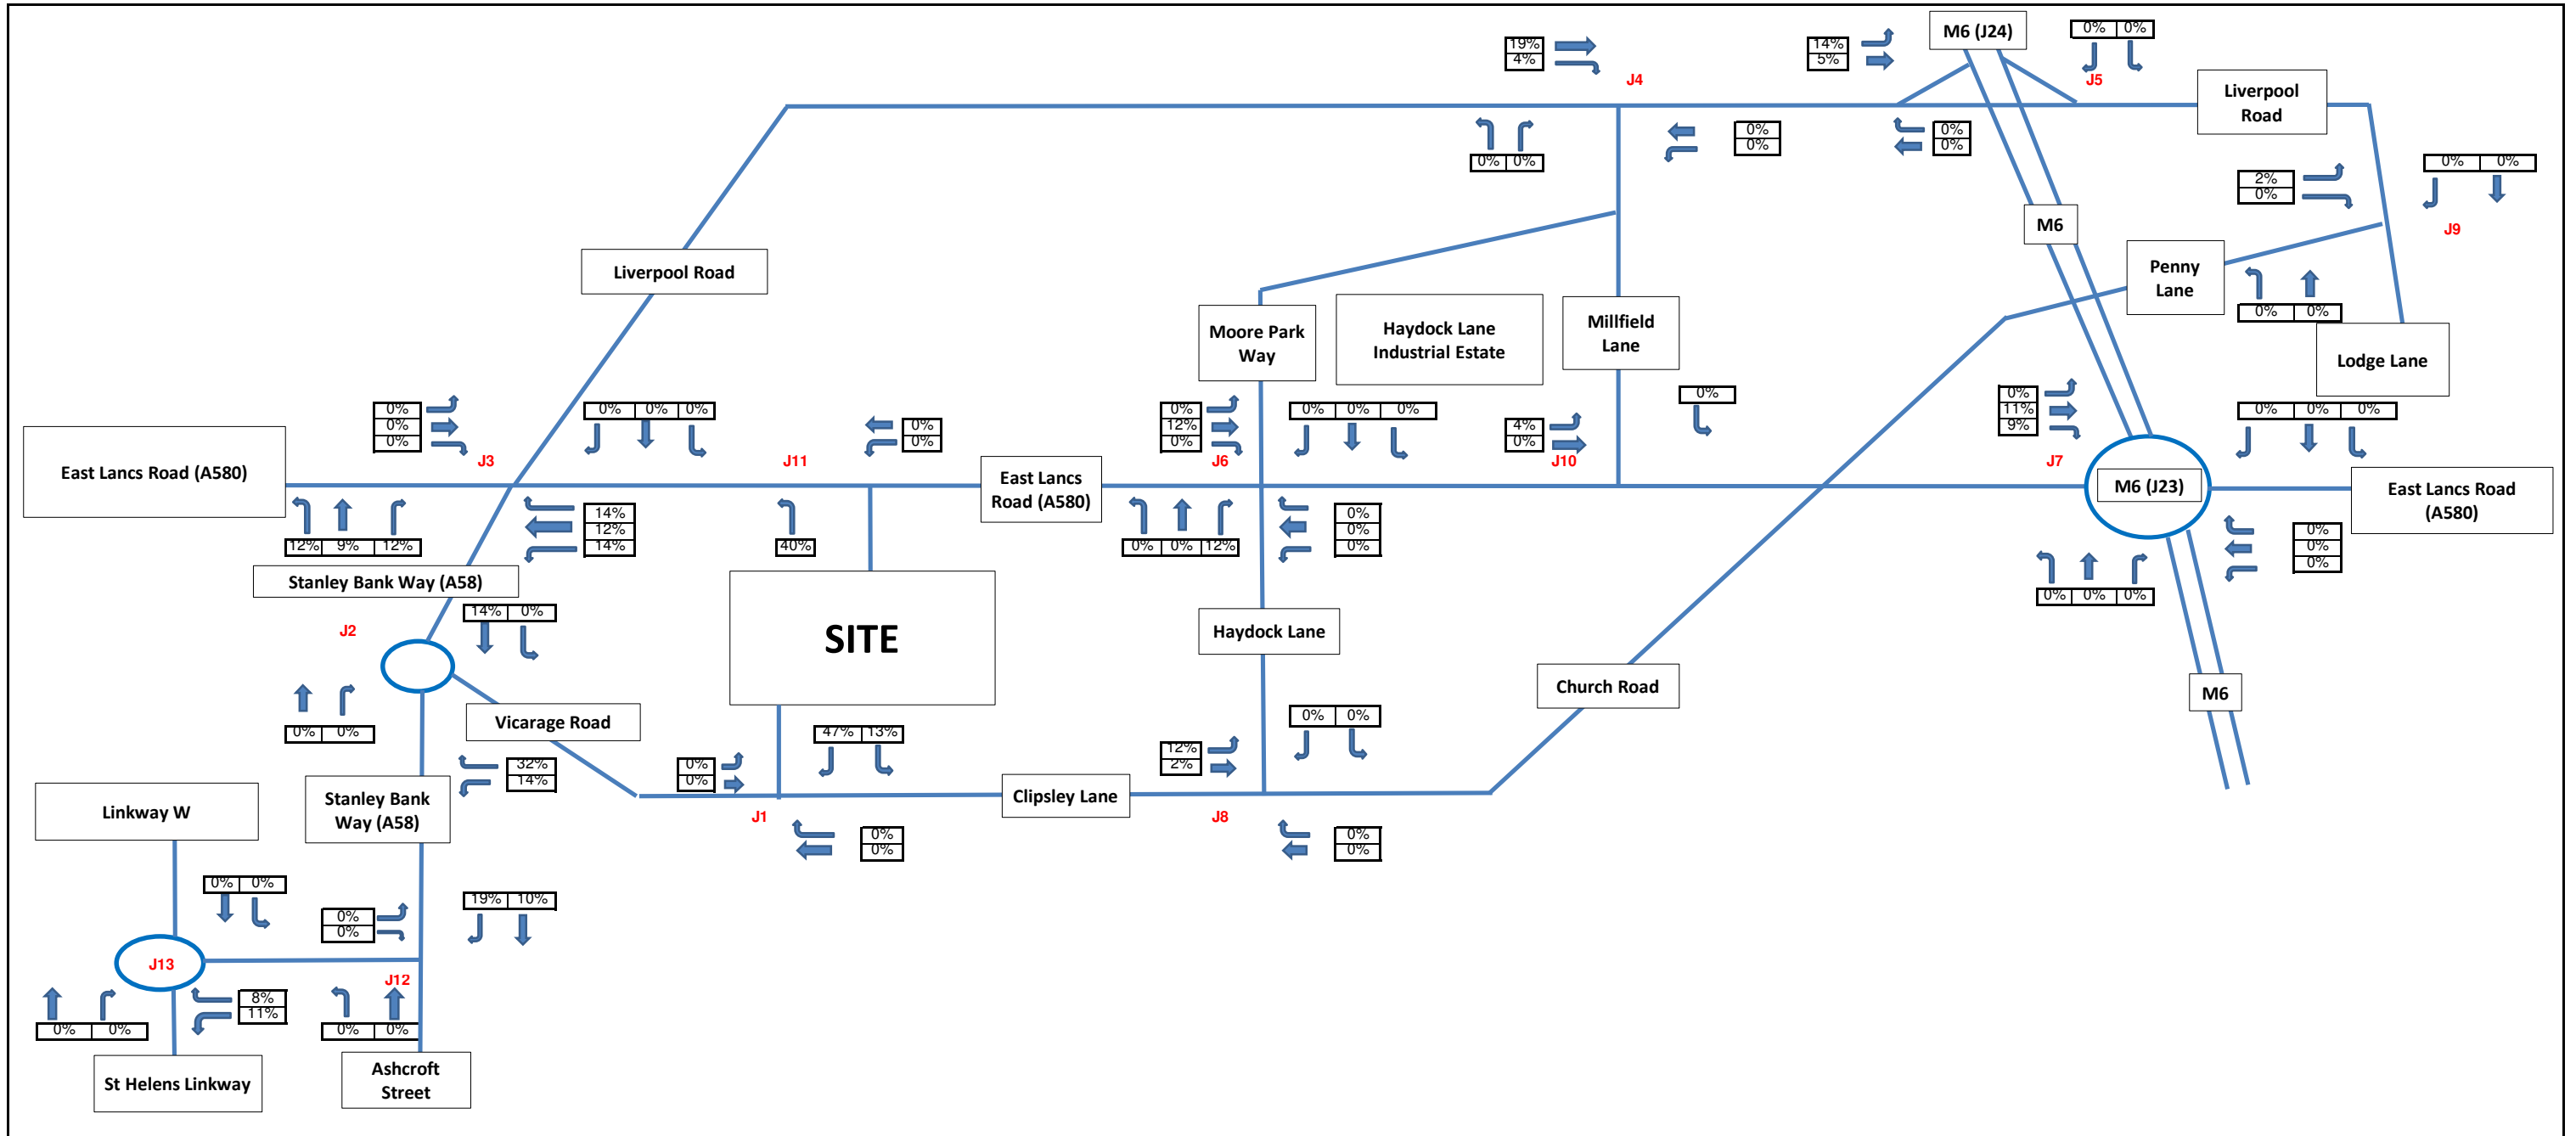 M6 (J24)
0% 0%
19%
4%
14%
5%
J4
J5
Liverpool
Road
0% 0%
0%
0%
0%
0%
0% 0%
2%
0%
M6
J9
Liverpool Road
Penny
Lane
0% 0%
Moore Park
Way
Haydock Lane
Industrial Estate
Millfield
Lane
Lodge Lane
0%
0%
0%
0% 0% 0%
0%
0%
0%
12%
0%
0% 0% 0%
4%
0%
0%
0%
11%
9%
0% 0% 0%
J3
J11
J6
J10
J7
East Lancs Road (A580)
East Lancs
Road (A580)
M6 (J23)
East Lancs Road
(A580)
12% 9% 12%
14%
12%
14%
40%
0% 0% 12%
0%
0%
0%
0% 0% 0%
0%
0%
0%
Stanley Bank Way (A58)
14% 0%
J2
SITE
Haydock Lane
Church Road
M6
Vicarage Road
0% 0%
47% 13%
0% 0%
32%
14%
0%
0%
12%
2%
Linkway W
Stanley Bank
Way (A58)
Clipsley Lane
J1
J8
0%
0%
0%
0%
0% 0%
0%
0%
19% 10%
J13
J12
8%
11%
0% 0%
0% 0%
St Helens Linkway
Ashcroft
Street